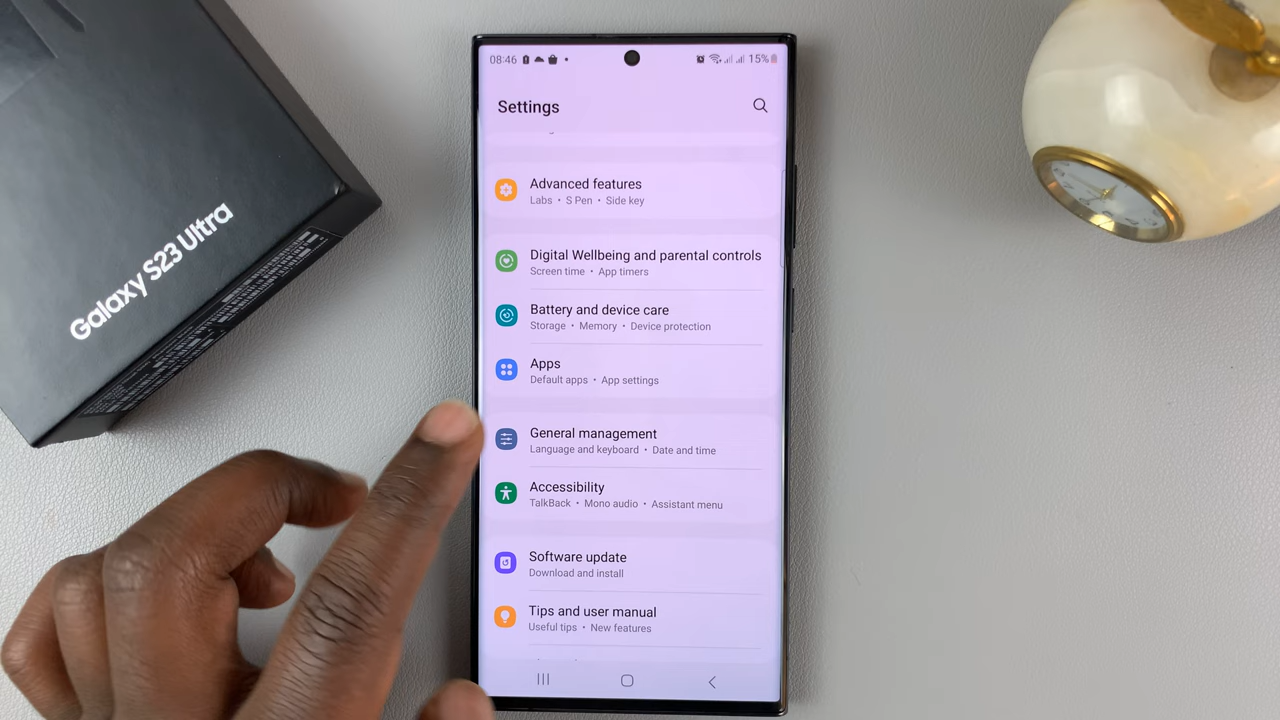 Galaxy S23 Ultra
08:46
15%
Settings
Advanced features
Labs • S Pen • Side key
Digital Wellbeing and parental controls
Screen time • App timers
Battery and device care
Storage • Memory • Device protection
Apps
Default apps • App settings
General management
Language and keyboard • Date and time
Accessibility
TalkBack • Mono audio • Assistant menu
Software update
Download and install
Tips and user manual
Useful tips • New features